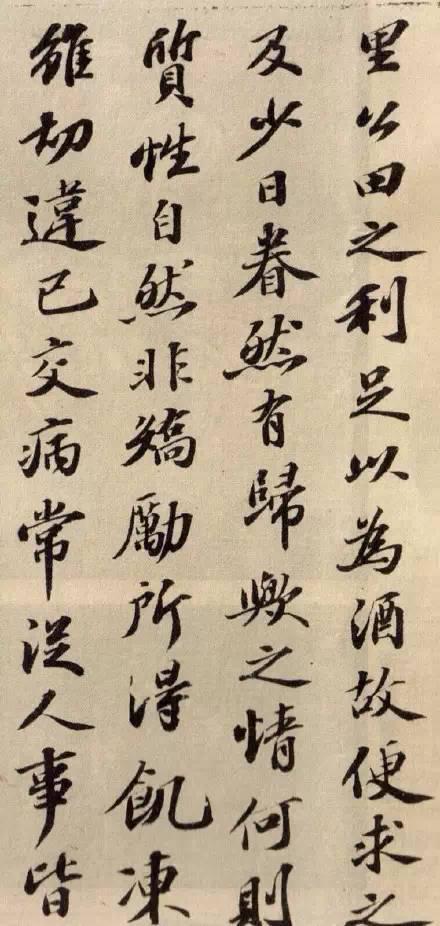 里公田之利足以為酒故便求之
及少日眷然有歸歟之情何則
質性自然非矯勵所得飢凍
雖切違己交病常從人事皆